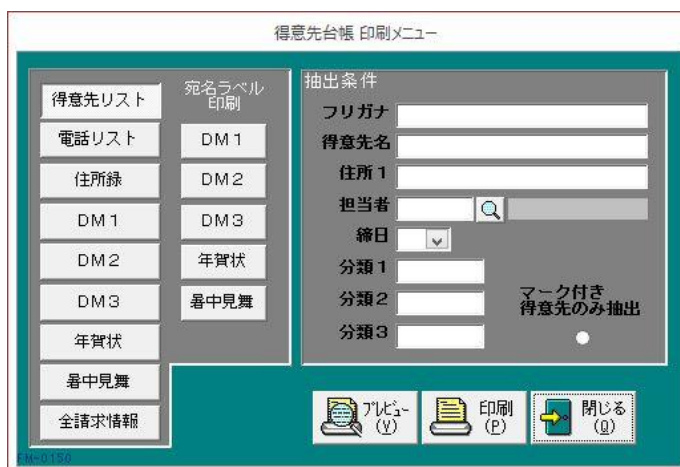 得意先台帳 印刷メニュー
得意先リスト
電話リスト
住所録
DM1
DM2
DM3
年賀状
暑中見舞
全請求情報
宛名ラベル
印刷
DM1
DM2
DM3
年賀状
暑中見舞
抽出条件
フリガナ
得意先名
住所1
担当者
締日
分類1
分類2
分類3
マーク付き
得意先のみ抽出
プレビュー
(V)
印刷
(P)
閉じる
(Q)
FM-0150